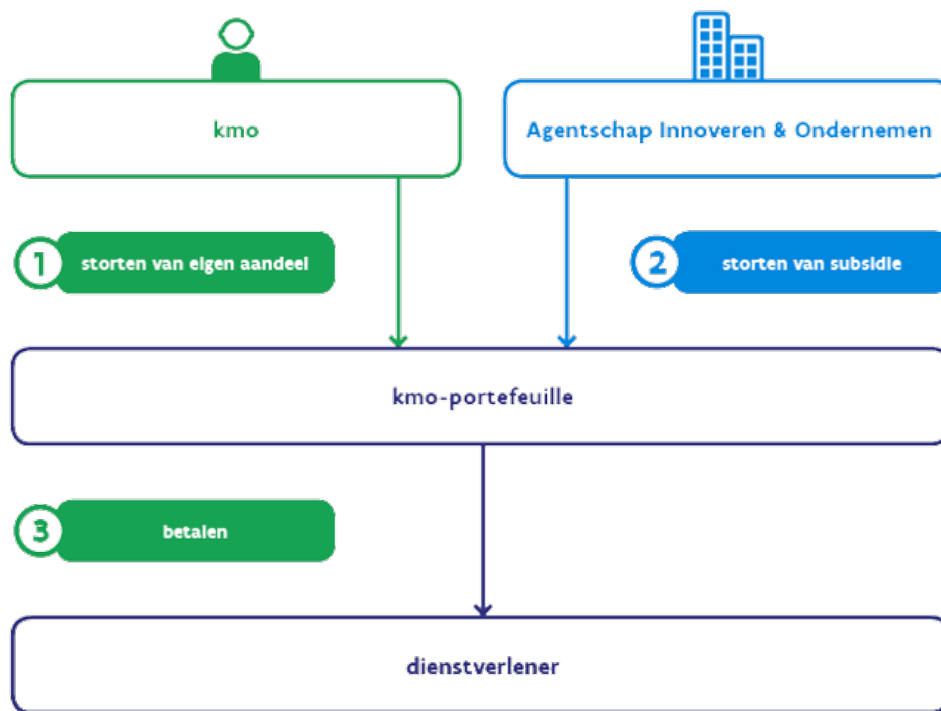 kmo
Agentschap Innoveren & Ondernemen
1 storten van eigen aandeel
2 storten van subsidie
kmo-portefeuille
3 betalen
dienstverlener